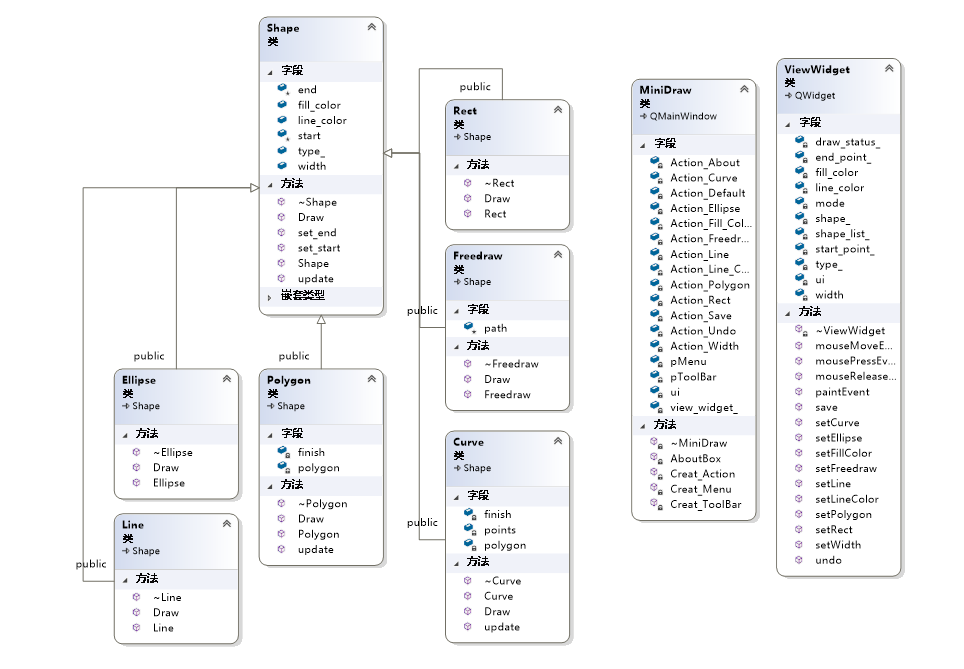 Shape
类
字段
end
fill_color
line_color
start
type_
width
方法
~Shape
Draw
set_end
set_start
Shape
update
嵌套类型
public
Rect
类
Shape
方法
~Rect
Draw
Rect
public
Freedraw
类
Shape
字段
path
方法
~Freedraw
Draw
Freedraw
public
Ellipse
类
Shape
方法
~Ellipse
Draw
Ellipse
public
Polygon
类
Shape
字段
finish
polygon
方法
~Polygon
Draw
Polygon
update
public
Curve
类
Shape
字段
finish
points
polygon
方法
~Curve
Curve
Draw
update
public
Line
类
Shape
方法
~Line
Draw
Line
MiniDraw
类
QMainWindow
字段
Action_About
Action_Curve
Action_Default
Action_Ellipse
Action_Fill_Col...
Action_Freedr...
Action_Line
Action_Line_C...
Action_Polygon
Action_Rect
Action_Save
Action_Undo
Action_Width
pMenu
pToolBar
ui
view_widget_
方法
~MiniDraw
AboutBox
Creat_Action
Creat_Menu
Creat_ToolBar
ViewWidget
类
QWidget
字段
draw_status_
end_point_
fill_color
line_color
mode
shape_
shape_list_
start_point_
type_
ui
width
方法
~ViewWidget
mouseMoveE...
mousePressEv...
mouseRelease...
paintEvent
save
setCurve
setEllipse
setFillColor
setFreedraw
setLine
setLineColor
setPolygon
setRect
setWidth
undo